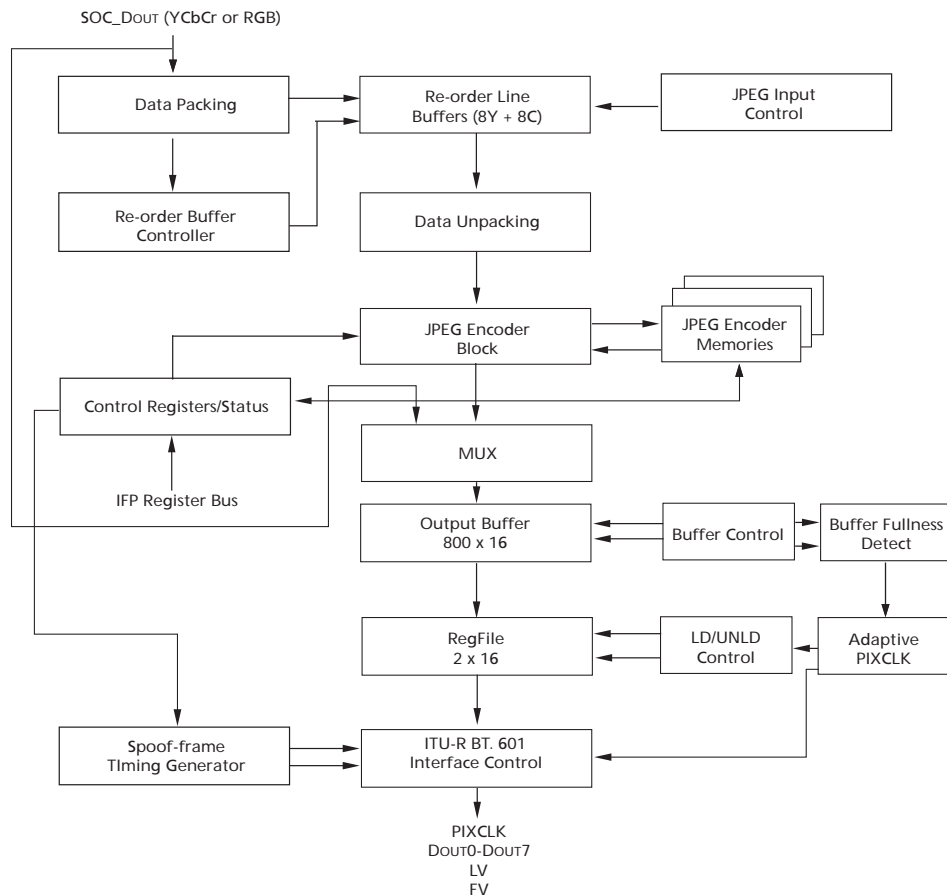 SOC_DOUT (YCbCr or RGB)
Data Packing
Re-order Line
Buffers (8Y + 8C)
JPEG Input
Control
Re-order Buffer
Controller
Data Unpacking
JPEG Encoder
Block
JPEG Encoder
Memories
Control Registers/Status
MUX
IFP Register Bus
Output Buffer
800 x 16
Buffer Control
Buffer Fullness
Detect
RegFile
2 x 16
LD/UNLD
Control
Adaptive
PIXCLK
Spoof-frame
TIming Generator
ITU-R BT. 601
Interface Control
PIXCLK
DOUT0-DOUT7
LV
FV